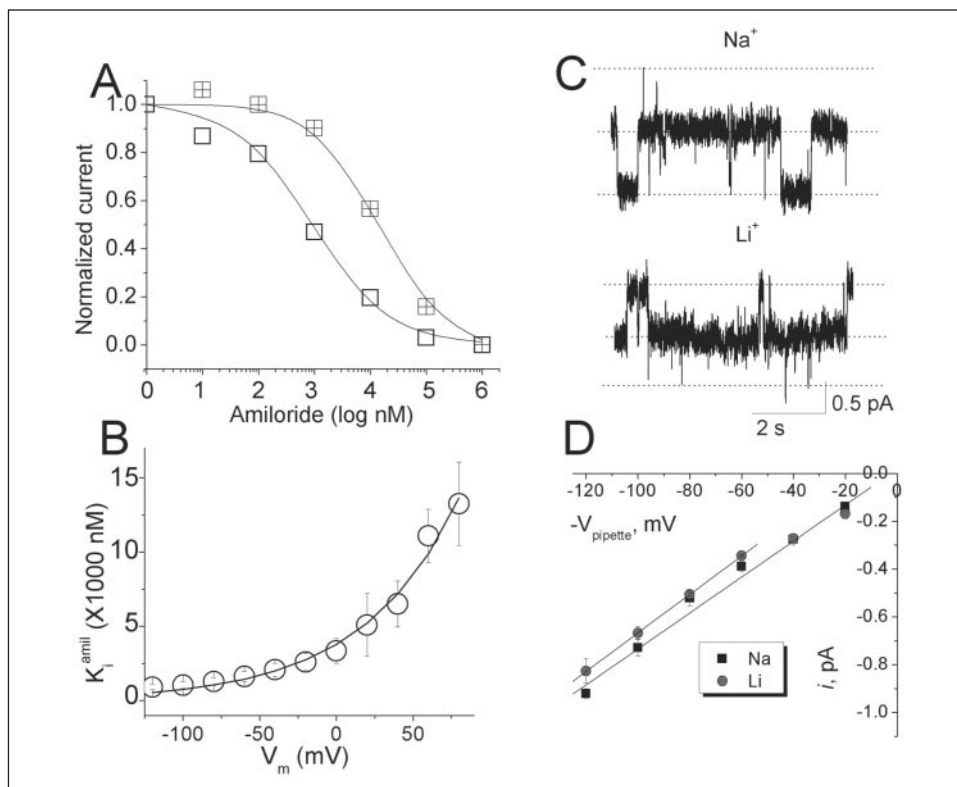 A
1.0
0.8
0.6
0.4
0.2
0.0
Normalized current
0 1 2 3 4 5 6
Amiloride (log nM)
B
15
10
5
0
K_i^amil (X1000 nM)
-100 -50 0 50
V_m (mV)
C
Na⁺
Li⁺
0.5 pA
2 s
D
-120 -100 -80 -60 -40 -20 0
-V_pipette, mV
0.0
-0.2
-0.4
-0.6
-0.8
-1.0
i, pA
Na
Li